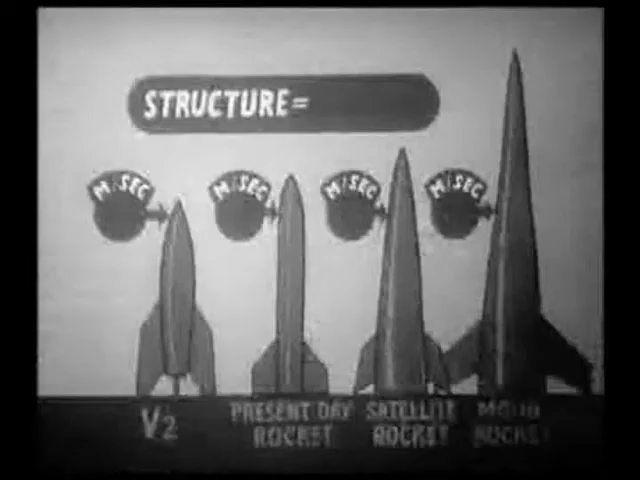 STRUCTURE=
M/SEC
M/SEC
M/SEC
M/SEC
V2
PRESENT DAY
ROCKET
SATELLITE
ROCKET
MOON
ROCKET